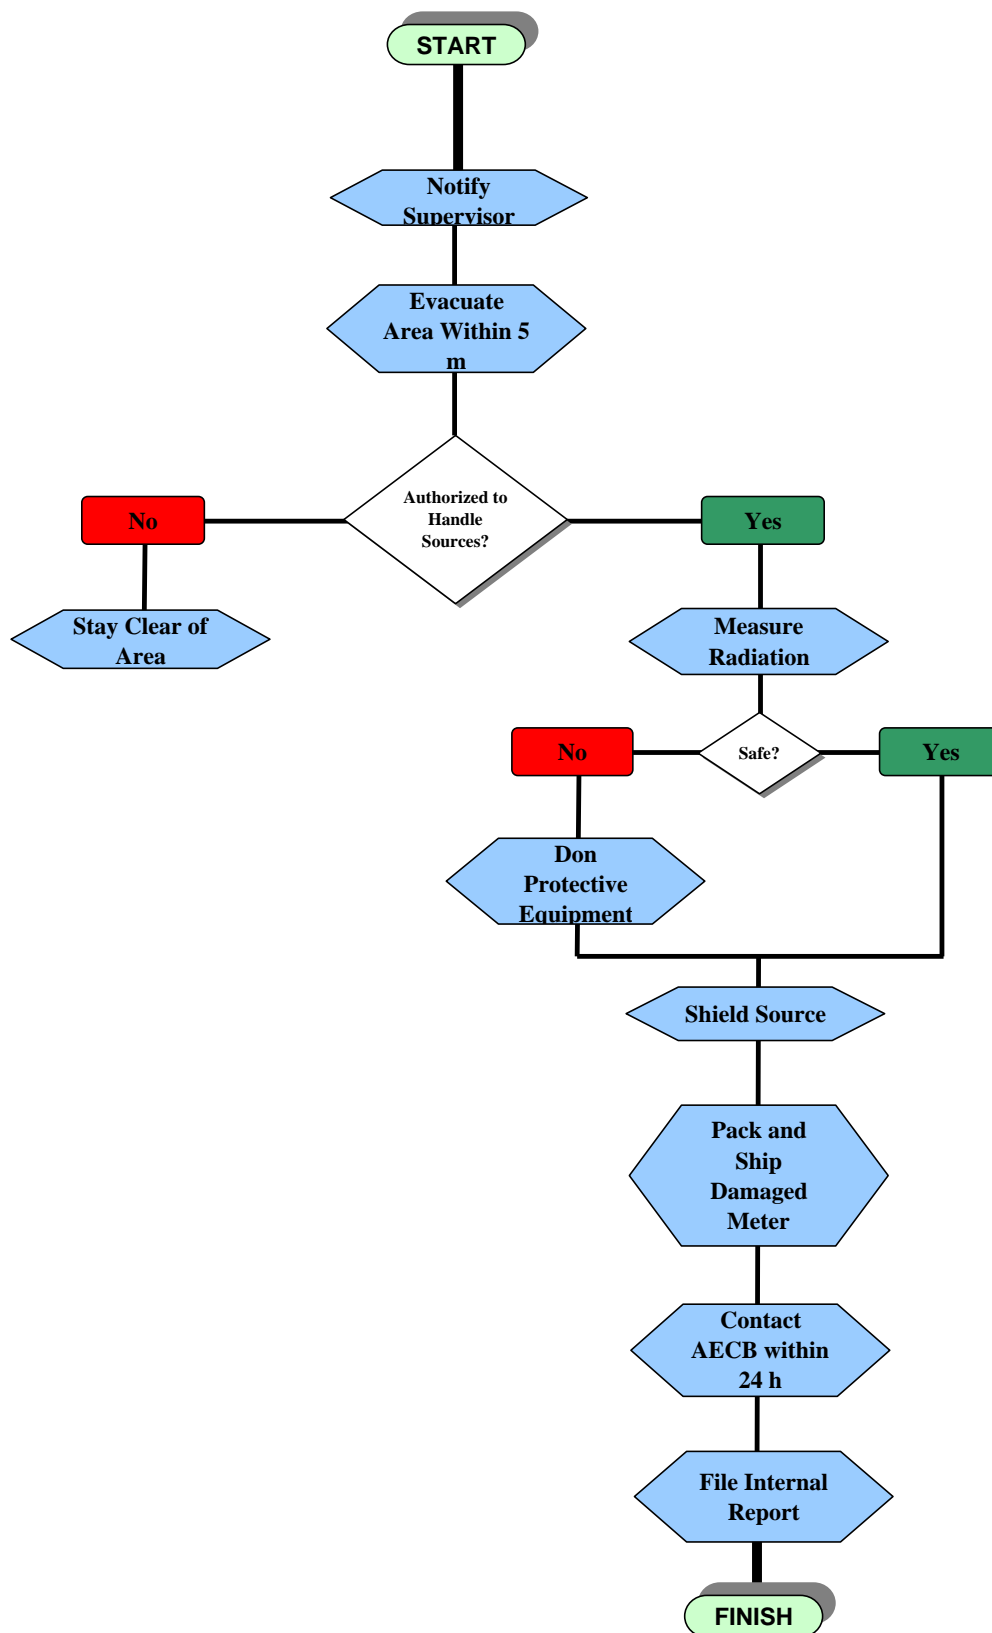 START
Notify
Supervisor
Evacuate
Area Within 5
m
Authorized to
Handle
Sources?
No
Yes
Stay Clear of
Area
Measure
Radiation
No
Safe?
Yes
Don
Protective
Equipment
Shield Source
Pack and
Ship
Damaged
Meter
Contact
AECB within
24 h
File Internal
Report
FINISH